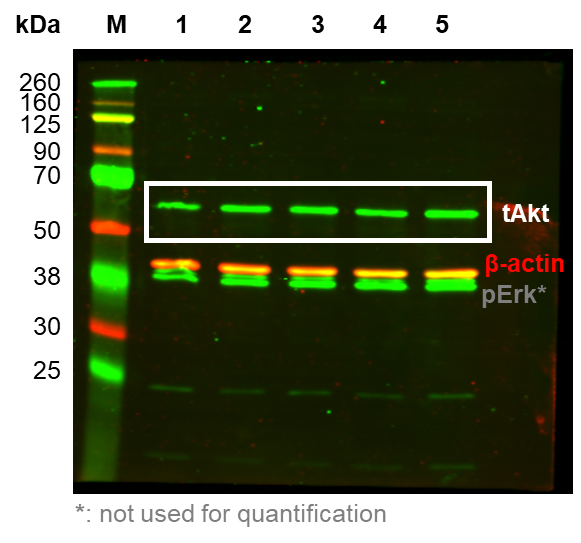 kDa M 1 2 3 4 5
260
160
125
90
70
tAkt
50
β-actin
38
pErk*
30
25
*: not used for quantification